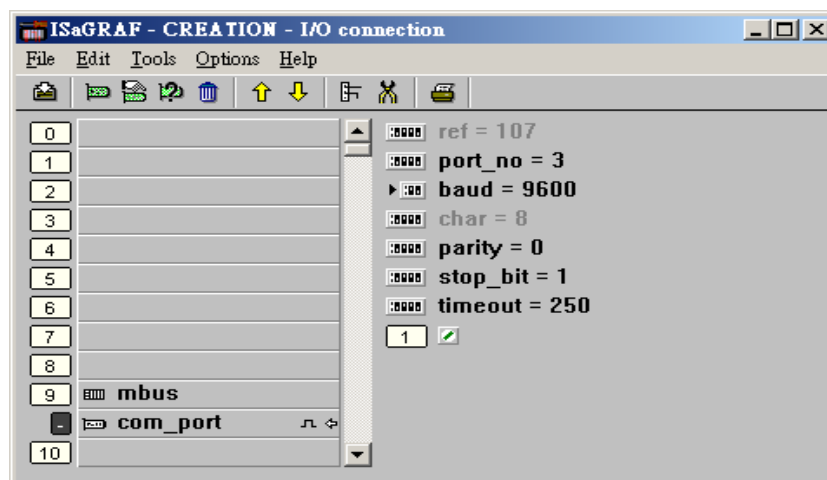 ISaGRAF - CREATION - I/O connection
File Edit Tools Options Help
0
1
2
3
4
5
6
7
8
9 mbus
- com_port
10
ref = 107
port_no = 3
baud = 9600
char = 8
parity = 0
stop_bit = 1
timeout = 250
1